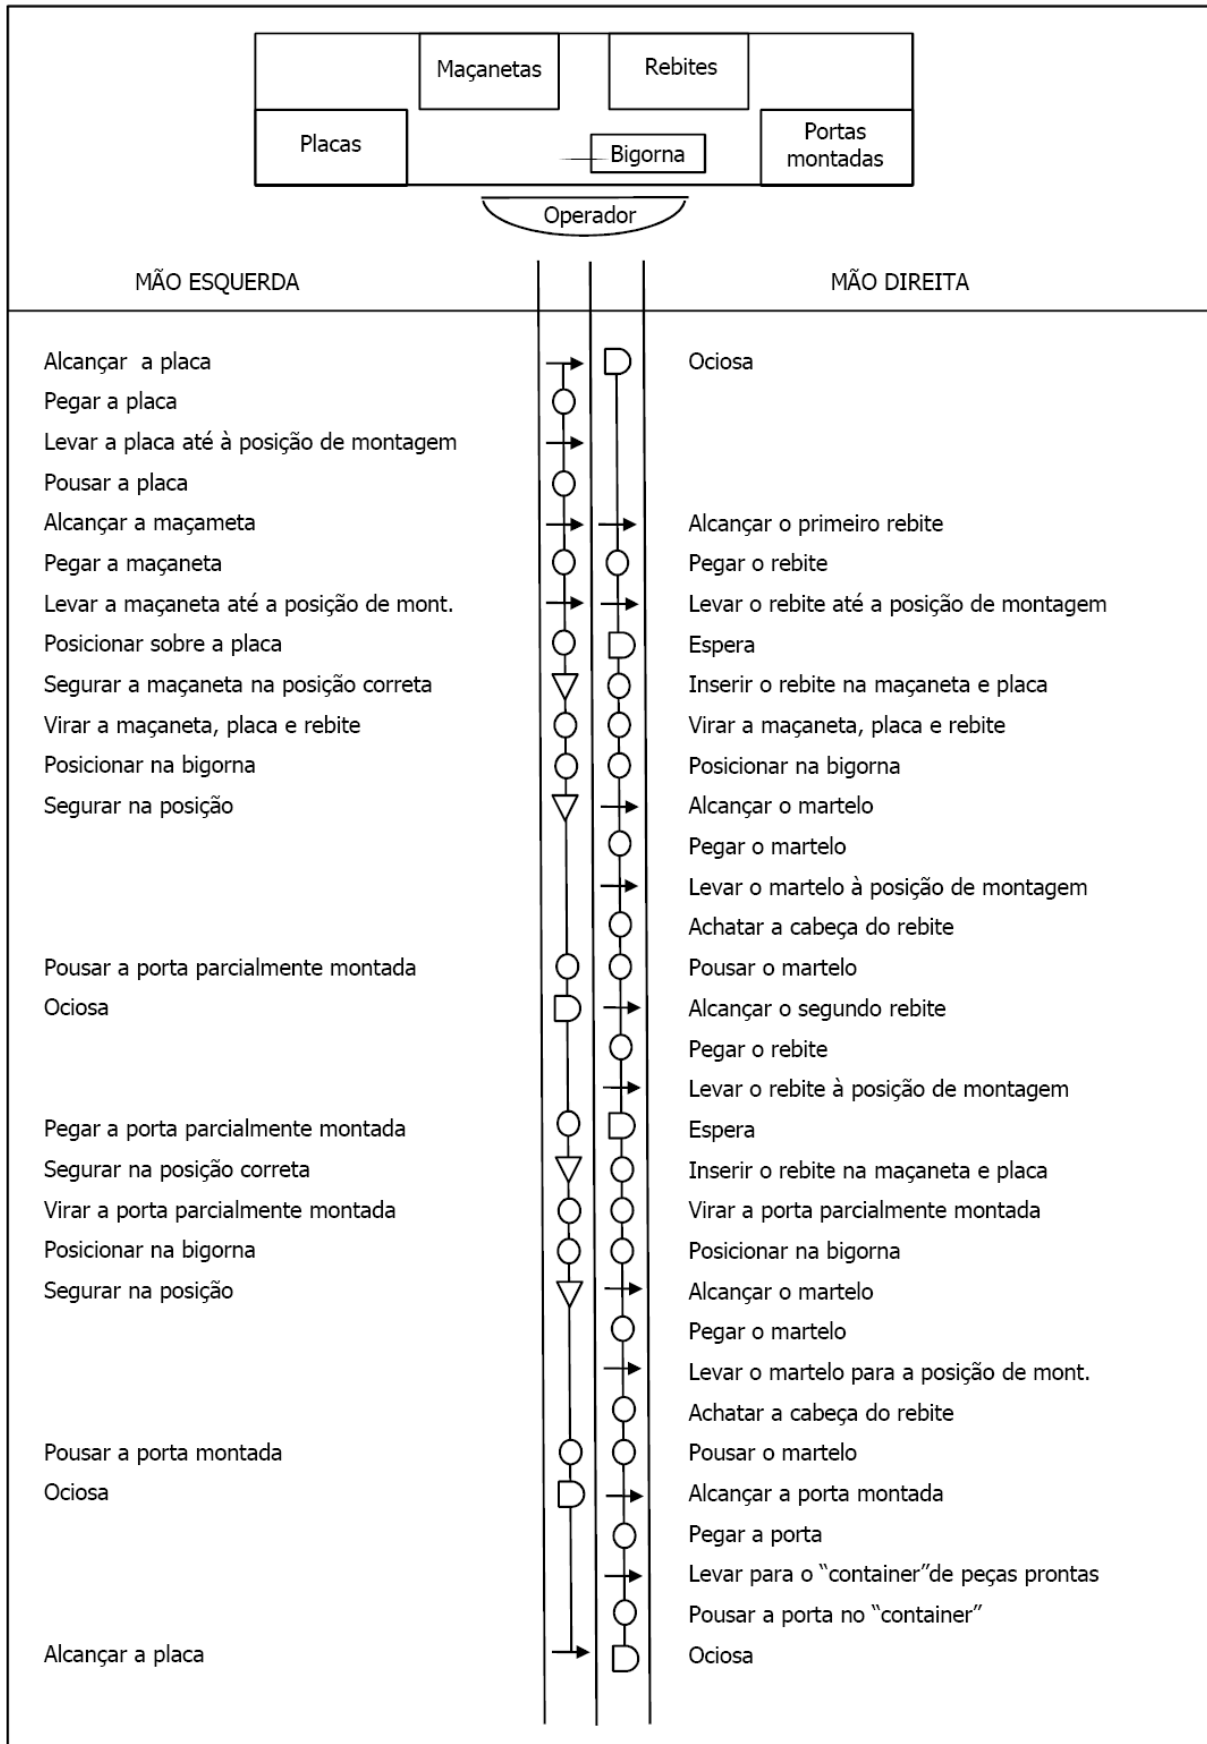 Maçanetas
Rebites
Placas
Bigorna
Portas
montadas
Operador
MÃO ESQUERDA
MÃO DIREITA
Alcançar a placa
Ociosa
Pegar a placa
Levar a placa até à posição de montagem
Pousar a placa
Alcançar a maçameta
Alcançar o primeiro rebite
Pegar a maçaneta
Pegar o rebite
Levar a maçaneta até a posição de mont.
Levar o rebite até a posição de montagem
Posicionar sobre a placa
Espera
Segurar a maçaneta na posição correta
Inserir o rebite na maçaneta e placa
Virar a maçaneta, placa e rebite
Virar a maçaneta, placa e rebite
Posicionar na bigorna
Posicionar na bigorna
Segurar na posição
Alcançar o martelo
Pegar o martelo
Levar o martelo à posição de montagem
Achatar a cabeça do rebite
Pousar a porta parcialmente montada
Pousar o martelo
Ociosa
Alcançar o segundo rebite
Pegar o rebite
Levar o rebite à posição de montagem
Pegar a porta parcialmente montada
Espera
Segurar na posição correta
Inserir o rebite na maçaneta e placa
Virar a porta parcialmente montada
Virar a porta parcialmente montada
Posicionar na bigorna
Posicionar na bigorna
Segurar na posição
Alcançar o martelo
Pegar o martelo
Levar o martelo para a posição de mont.
Achatar a cabeça do rebite
Pousar a porta montada
Pousar o martelo
Ociosa
Alcançar a porta montada
Pegar a porta
Levar para o “container”de peças prontas
Pousar a porta no “container”
Alcançar a placa
Ociosa